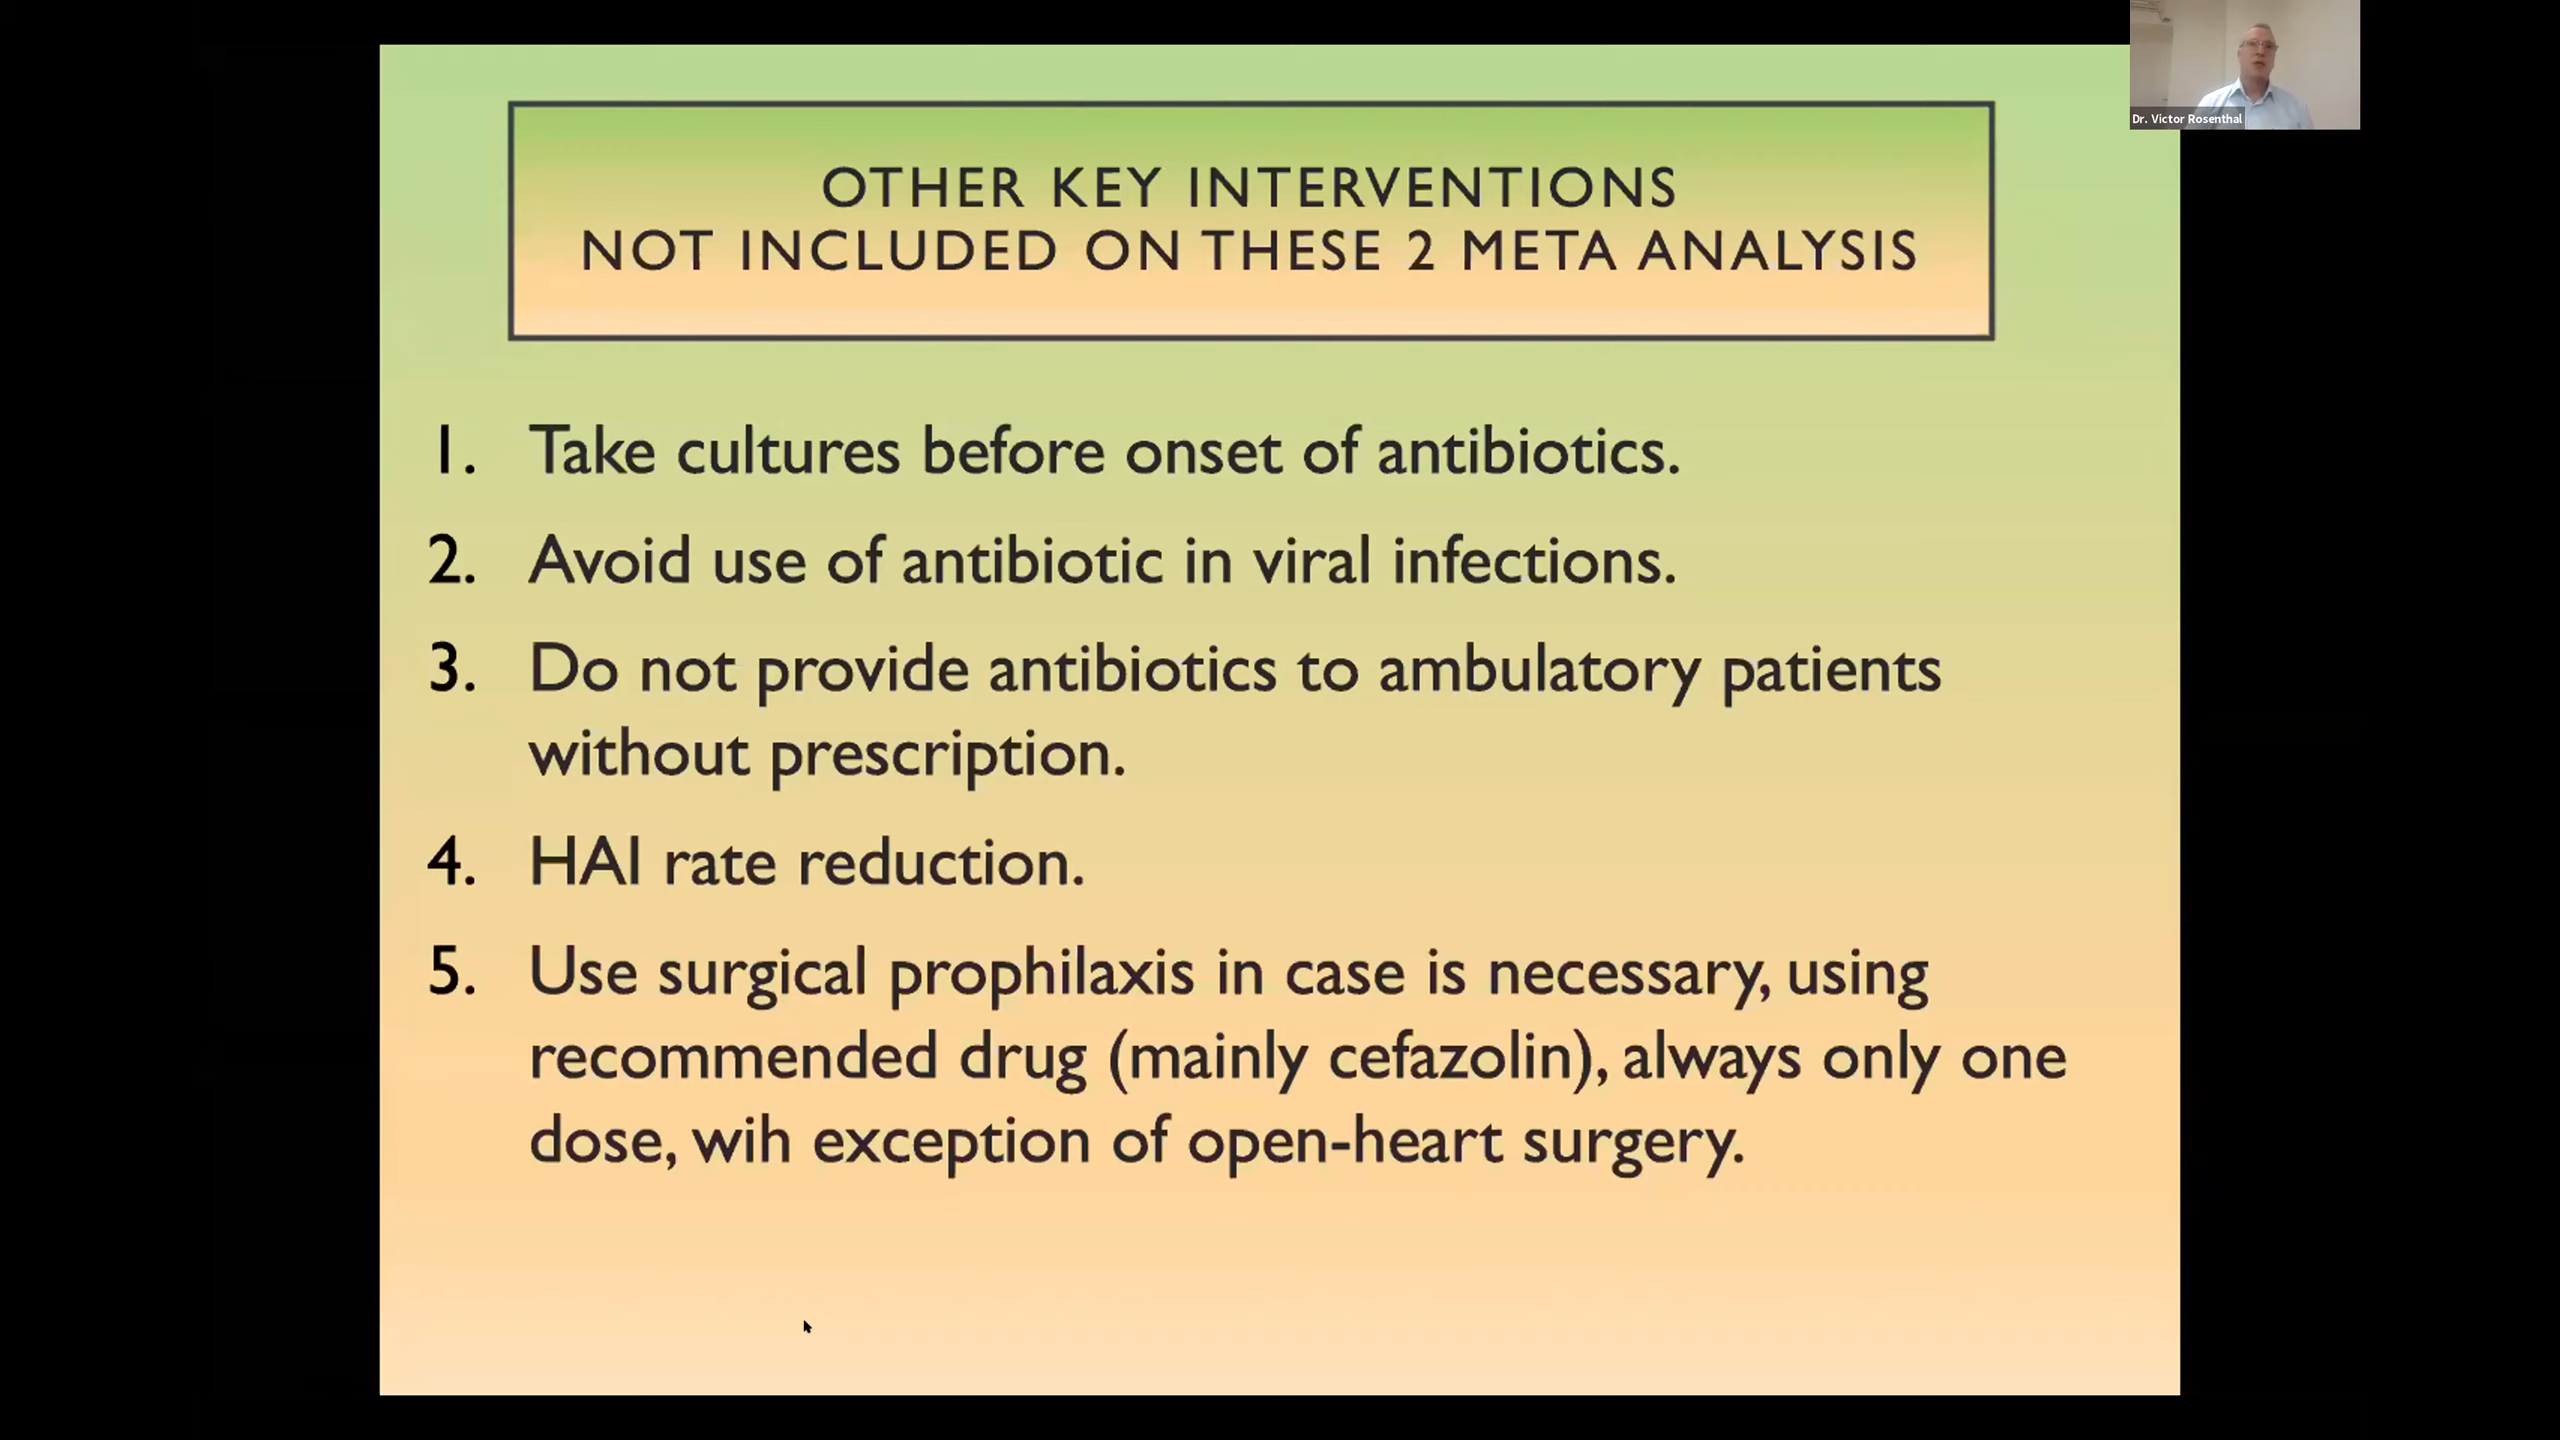 Dr. Victor Rosenthal
OTHER KEY INTERVENTIONS
NOT INCLUDED ON THESE 2 META ANALYSIS
1. Take cultures before onset of antibiotics.
2. Avoid use of antibiotic in viral infections.
3. Do not provide antibiotics to ambulatory patients
without prescription.
4. HAI rate reduction.
5. Use surgical prophilaxis in case is necessary, using
recommended drug (mainly cefazolin), always only one
dose, wih exception of open-heart surgery.